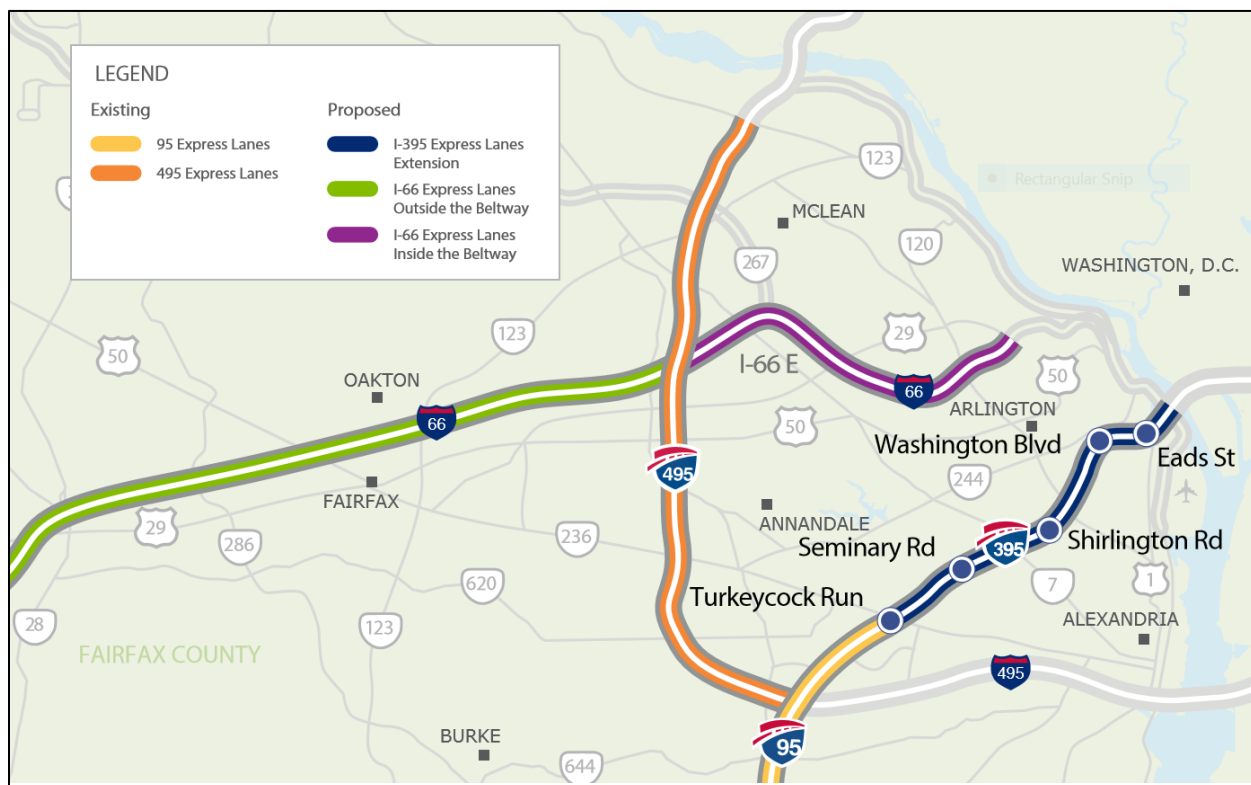 LEGEND
Existing
Proposed
95 Express Lanes
495 Express Lanes
I-395 Express Lanes
Extension
I-66 Express Lanes
Outside the Beltway
I-66 Express Lanes
Inside the Beltway
123
Rectangular Snip
MCLEAN
120
267
WASHINGTON, D.C.
123
29
50
I-66 E
50
OAKTON
66
66
ARLINGTON
50
Washington Blvd
Eads St
495
244
FAIRFAX
ANNANDALE
29
286
236
Seminary Rd
395
Shirlington Rd
620
Turkeycock Run
7
1
28
123
ALEXANDRIA
FAIRFAX COUNTY
495
BURKE
95
644